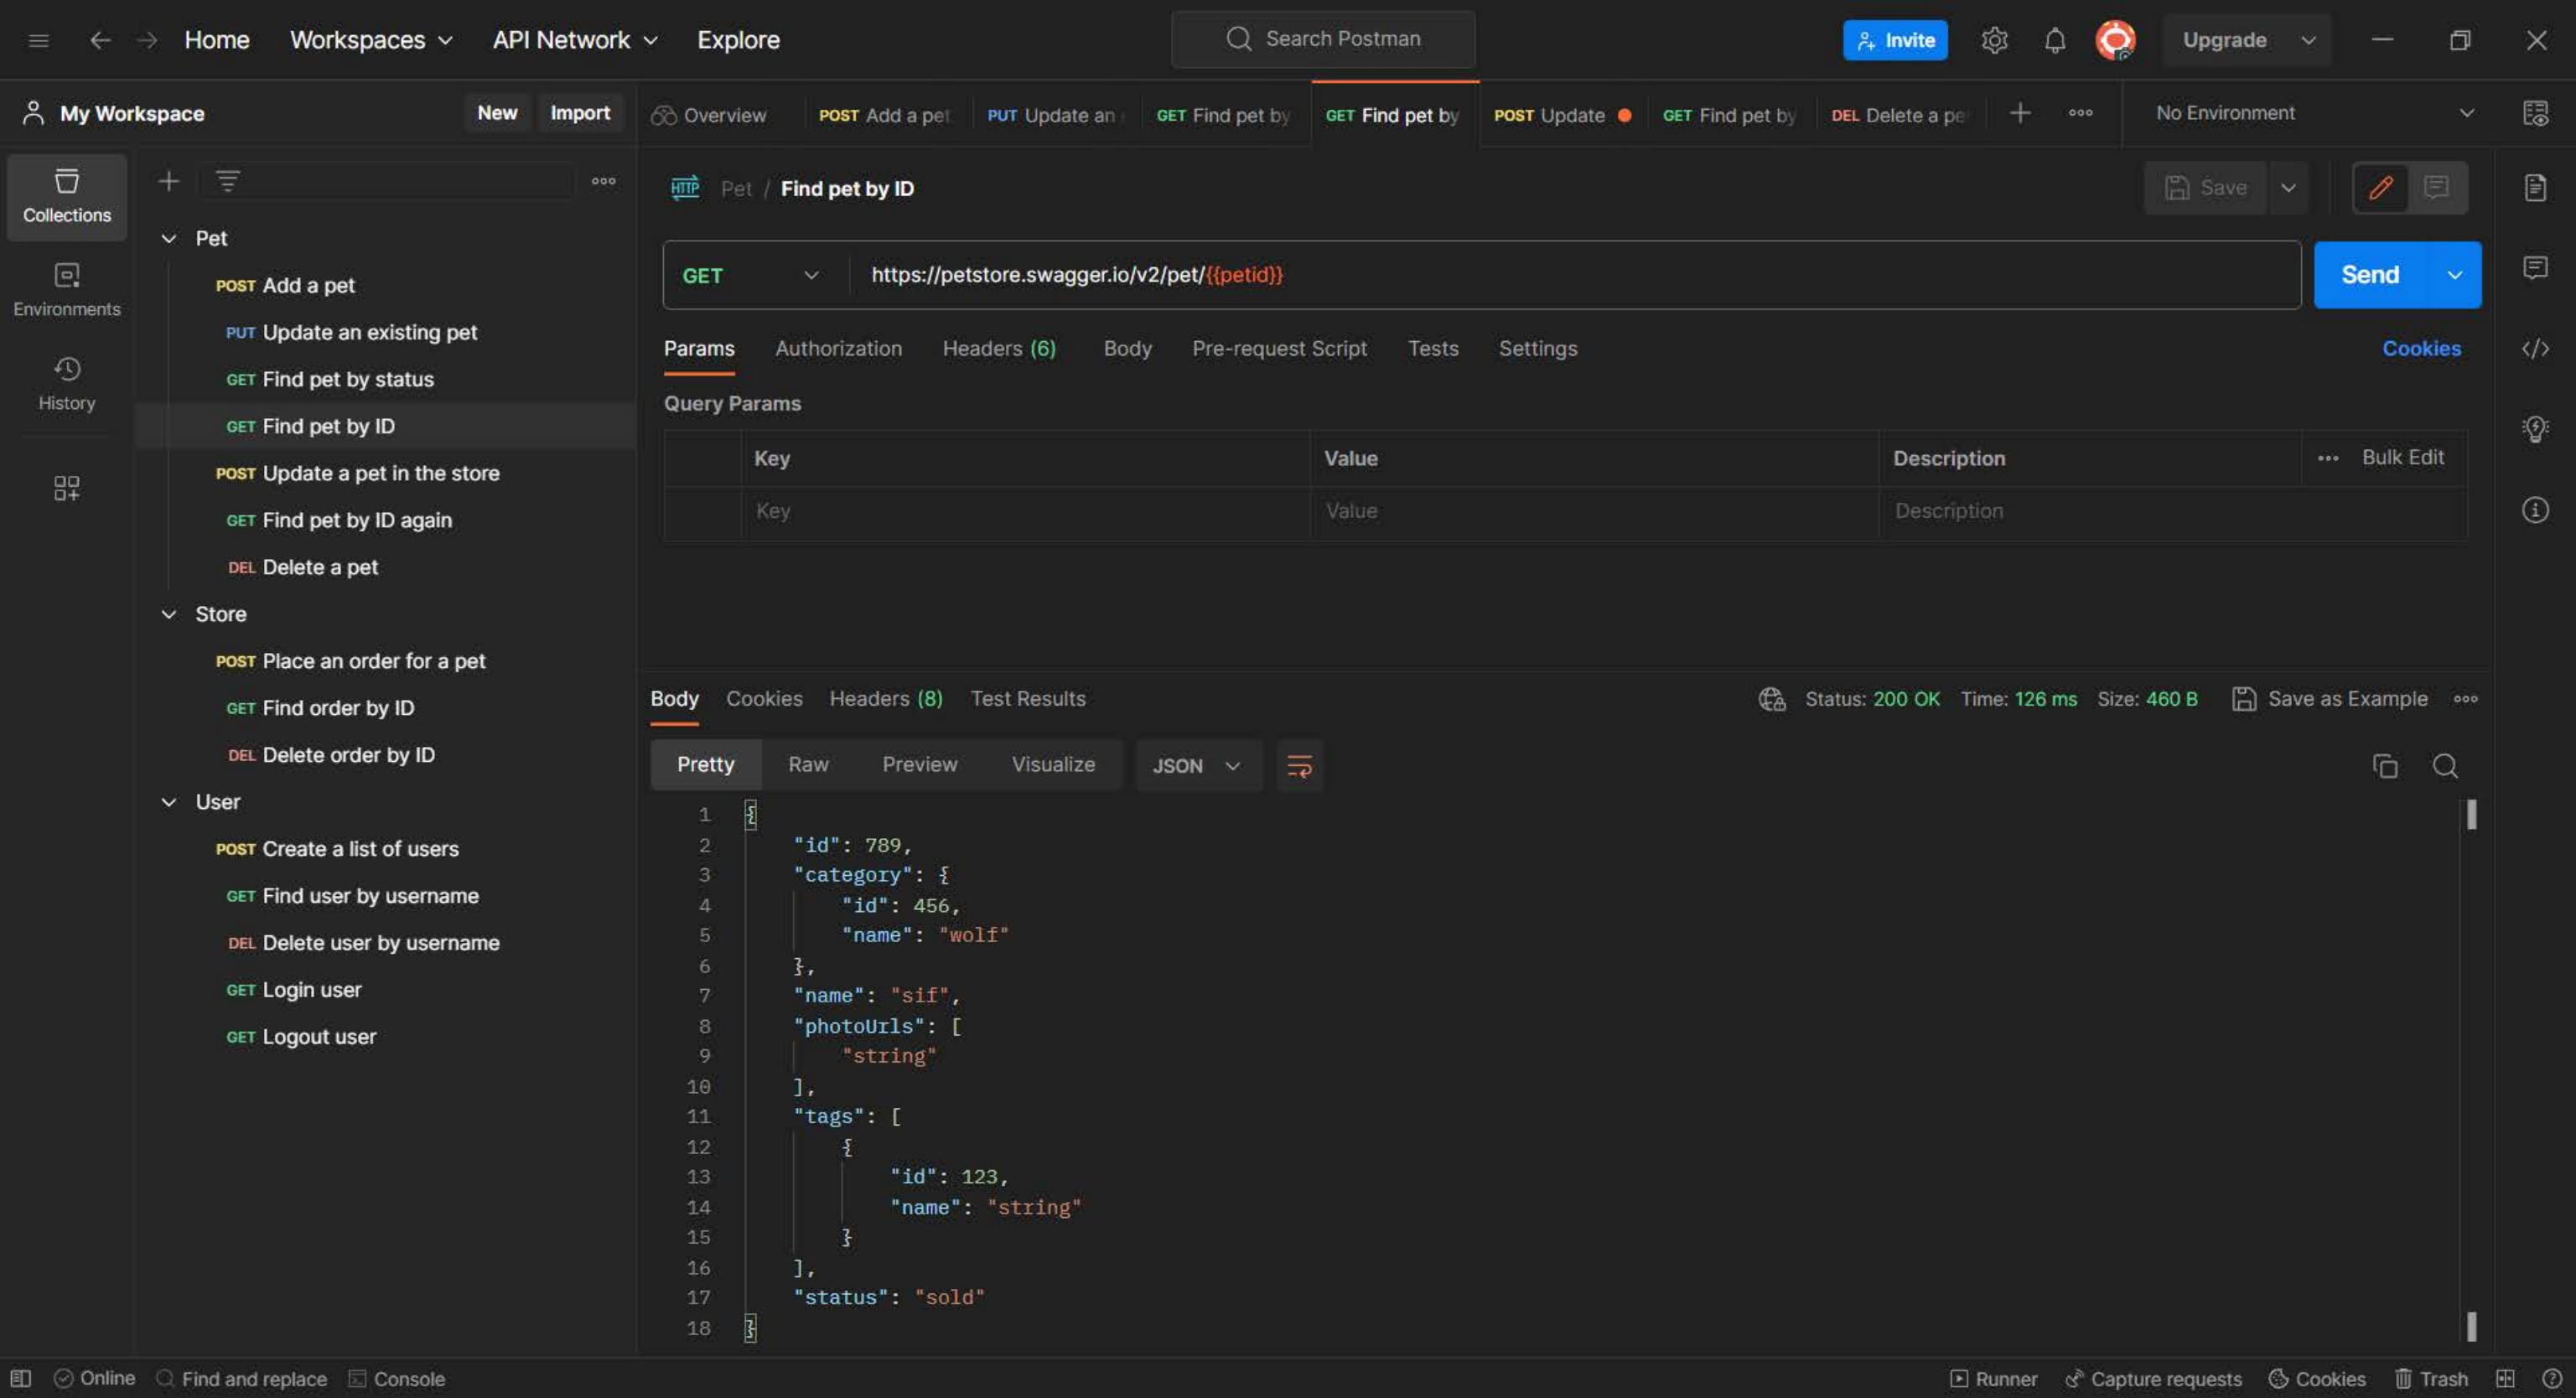 Home Workspaces API Network Explore Search Postman Invite Upgrade
My Workspace New Import
Overview POST Add a pet PUT Update an GET Find pet by GET Find pet by POST Update GET Find pet by DEL Delete a pe No Environment
Collections
Environments
History
Pet
POST Add a pet
PUT Update an existing pet
GET Find pet by status
GET Find pet by ID
POST Update a pet in the store
GET Find pet by ID again
DEL Delete a pet
Store
POST Place an order for a pet
GET Find order by ID
DEL Delete order by ID
User
POST Create a list of users
GET Find user by username
DEL Delete user by username
GET Login user
GET Logout user
HTTP Pet / Find pet by ID Save
GET https://petstore.swagger.io/v2/pet/{{petid}} Send
Params Authorization Headers (6) Body Pre-request Script Tests Settings Cookies
Query Params
Key Value Description Bulk Edit
Key Value Description
Body Cookies Headers (8) Test Results Status: 200 OK Time: 126 ms Size: 460 B Save as Example
Pretty Raw Preview Visualize JSON
1 {
2 "id": 789,
3 "category": {
4 "id": 456,
5 "name": "wolf"
6 },
7 "name": "sif",
8 "photoUrls": [
9 "string"
10 ],
11 "tags": [
12 {
13 "id": 123,
14 "name": "string"
15 }
16 ],
17 "status": "sold"
18 }
Online Find and replace Console Runner Capture requests Cookies Trash